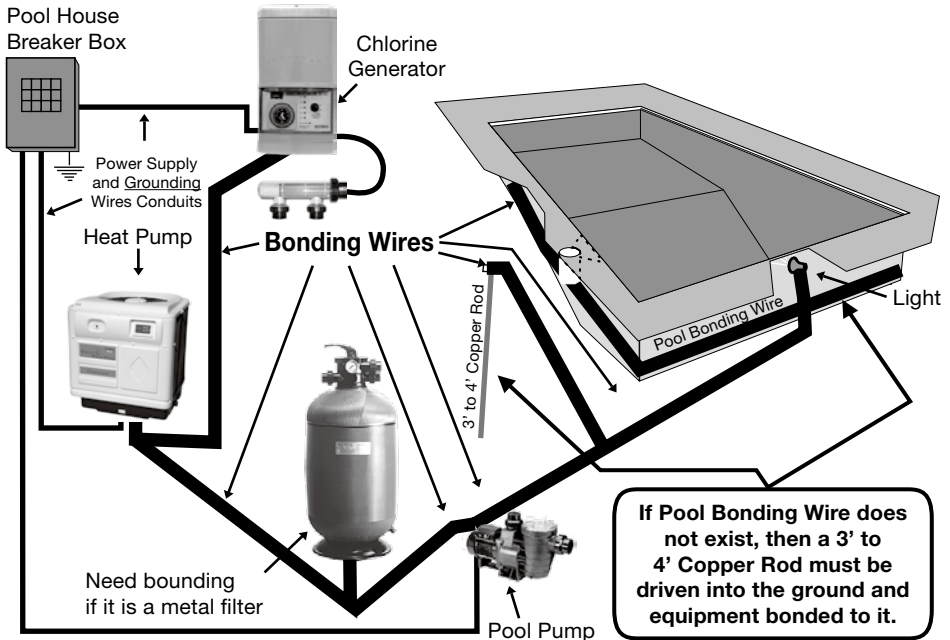 Pool House
Breaker Box
Chlorine
Generator
Power Supply
and Grounding
Wires Conduits
Heat Pump
Bonding Wires
Light
Pool Bonding Wire
3' to 4' Copper Rod
Need bounding
if it is a metal filter
Pool Pump
If Pool Bonding Wire does
not exist, then a 3' to
4' Copper Rod must be
driven into the ground and
equipment bonded to it.